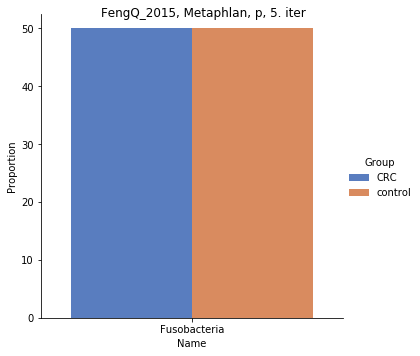 FengQ_2015, Metaphlan, p, 5. iter
50
40
30
20
10
0
Proportion
Fusobacteria
Name
Group
CRC
control